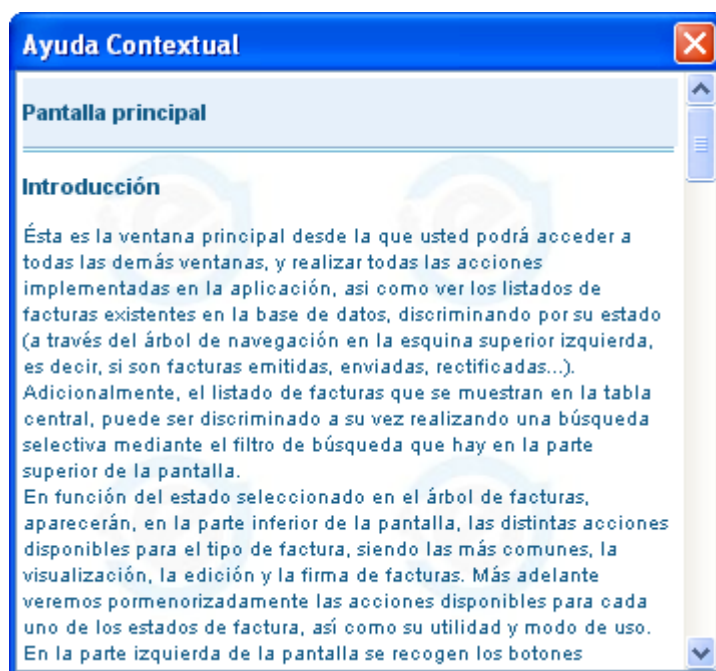 Ayuda Contextual
Pantalla principal
Introducción
Ésta es la ventana principal desde la que usted podrá acceder a
todas las demás ventanas, y realizar todas las acciones
implementadas en la aplicación, asi como ver los listados de
facturas existentes en la base de datos, discriminando por su estado
(a través del árbol de navegación en la esquina superior izquierda,
es decir, si son facturas emitidas, enviadas, rectificadas...).
Adicionalmente, el listado de facturas que se muestran en la tabla
central, puede ser discriminado a su vez realizando una búsqueda
selectiva mediante el filtro de búsqueda que hay en la parte
superior de la pantalla.
En función del estado seleccionado en el árbol de facturas,
aparecerán, en la parte inferior de la pantalla, las distintas acciones
disponibles para el tipo de factura, siendo las más comunes, la
visualización, la edición y la firma de facturas. Más adelante
veremos pormenorizadamente las acciones disponibles para cada
uno de los estados de factura, así como su utilidad y modo de uso.
En la parte izquierda de la pantalla se recogen los botones